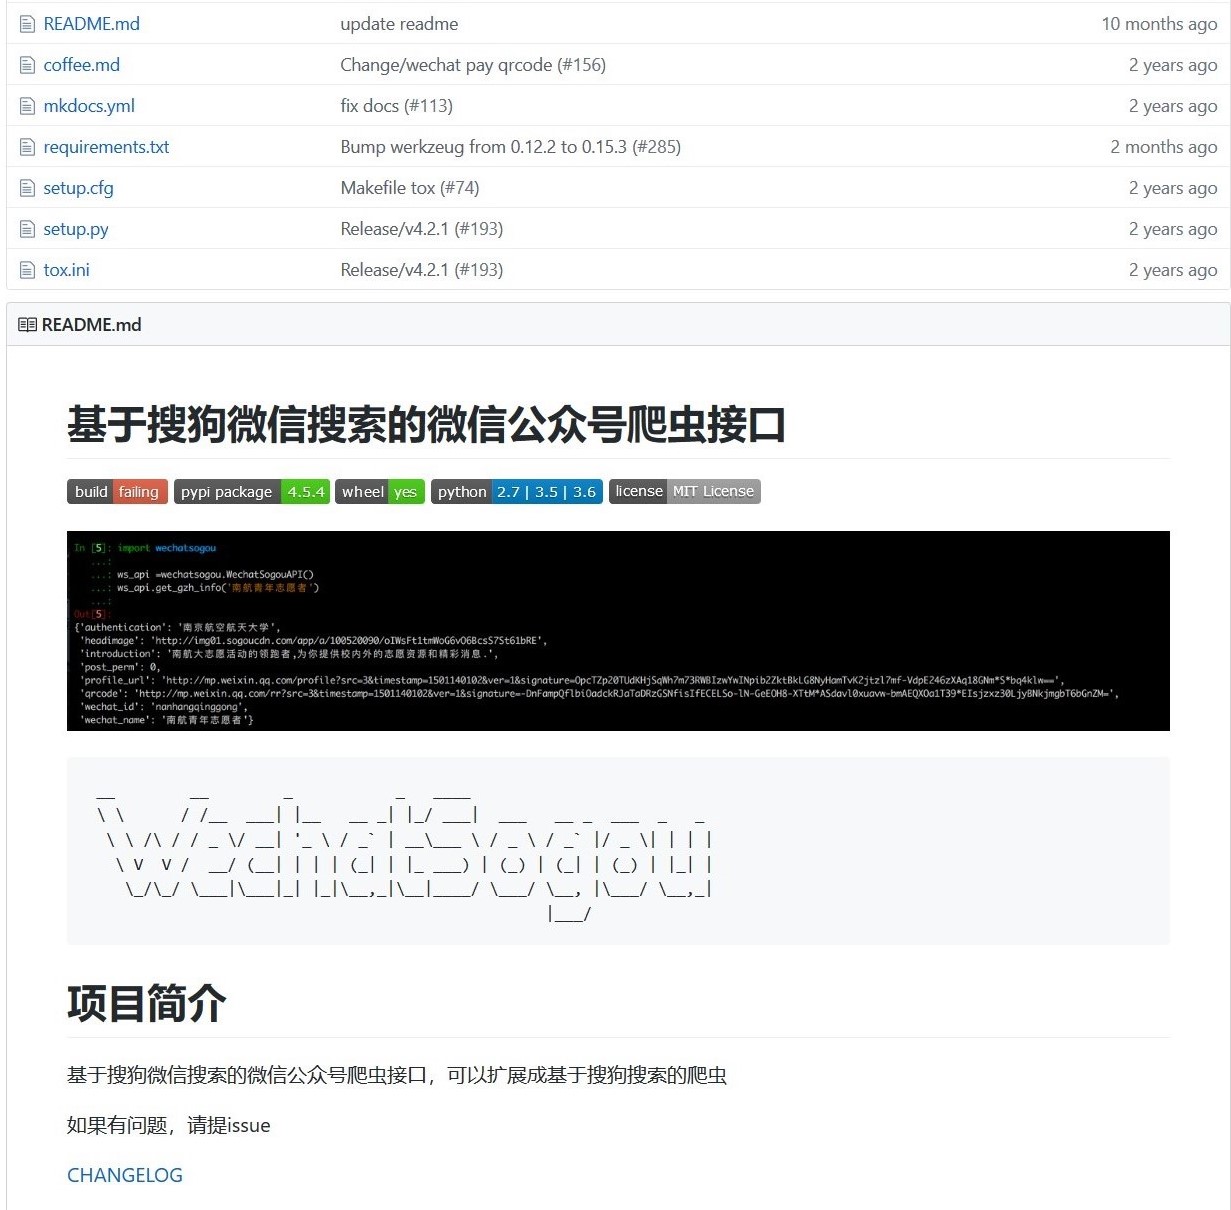 README.md update readme 10 months ago
coffee.md Change/wechat pay qrcode (#156) 2 years ago
mkdocs.yml fix docs (#113) 2 years ago
requirements.txt Bump werkzeug from 0.12.2 to 0.15.3 (#285) 2 months ago
setup.cfg Makefile tox (#74) 2 years ago
setup.py Release/v4.2.1 (#193) 2 years ago
tox.ini Release/v4.2.1 (#193) 2 years ago
README.md
基于搜狗微信搜索的微信公众号爬虫接口
build failing pypi package 4.5.4 wheel yes python 2.7 | 3.5 | 3.6 license MIT License
In [5]: import wechatsogou
...:
...: ws_api =wechatsogou.WechatSogouAPI()
...: ws_api.get_gzh_info('南航青年志愿者')
...:
Out[5]:
{'authentication': '南京航空航天大学',
'headimage': 'http://img01.sogoucdn.com/app/a/100520090/oIWsFt1tmWoG6vO6BcsS7St61bRE',
'introduction': '南航大志愿活动的领跑者,为你提供校内外的志愿资源和精彩消息.',
'post_perm': 0,
'profile_url': 'http://mp.weixin.qq.com/profile?src=3&timestamp=1501140102&ver=1&signature=OpcTZp20TUdKHjSqWh7m73RWBIzwYwINpib2ZktBkLG8NyHamTvK2jtzl7mf-VdpE246zXAq18GNm*S*bq4klw==',
'qrcode': 'http://mp.weixin.qq.com/rr?src=3&timestamp=1501140102&ver=1&signature=-DnFampQflbiOadckRJaTaDRzGSNfisIfECELSo-lN-GeEOH8-XTtM*ASdavl0xuavw-bmAEQXOa1T39*EIsjzxz30LjyBNkjmgbT6bGnZM=',
'wechat_id': 'nanhangqinggong',
'wechat_name': '南航青年志愿者'}
WechatSogou
项目简介
基于搜狗微信搜索的微信公众号爬虫接口，可以扩展成基于搜狗搜索的爬虫
如果有问题，请提issue
CHANGELOG